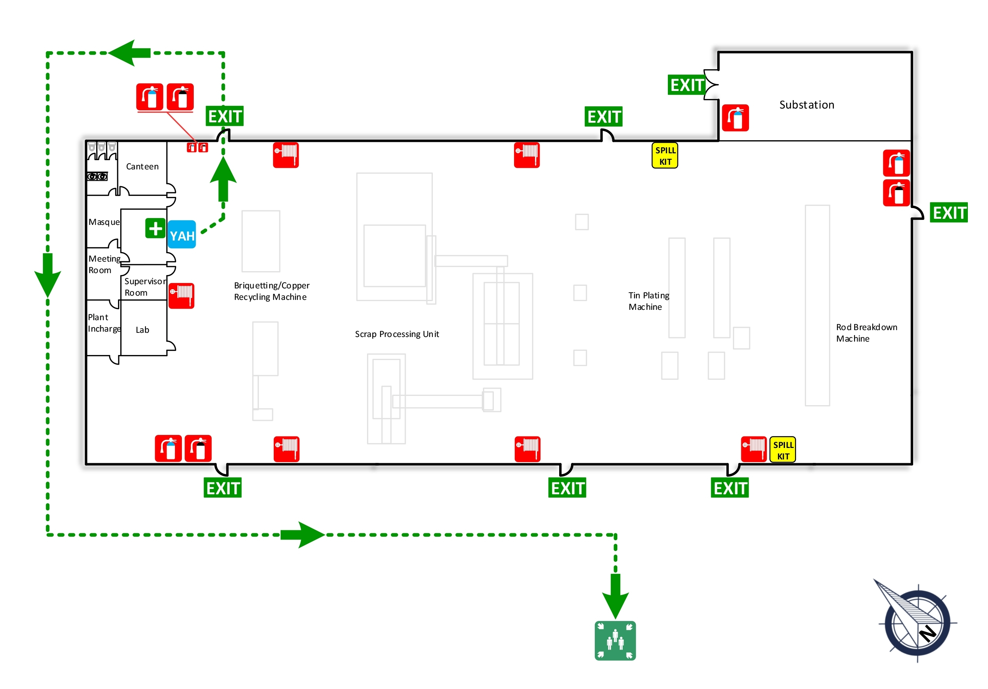 EXIT
Substation
EXIT
EXIT
SPILL
KIT
Canteen
EXIT
Masque
YAH
Meeting
Room
Supervisor
Room
Briquetting/Copper
Recycling Machine
Tin Plating
Machine
Plant
Incharge
Lab
Scrap Processing Unit
Rod Breakdown
Machine
SPILL
KIT
EXIT
EXIT
EXIT
N